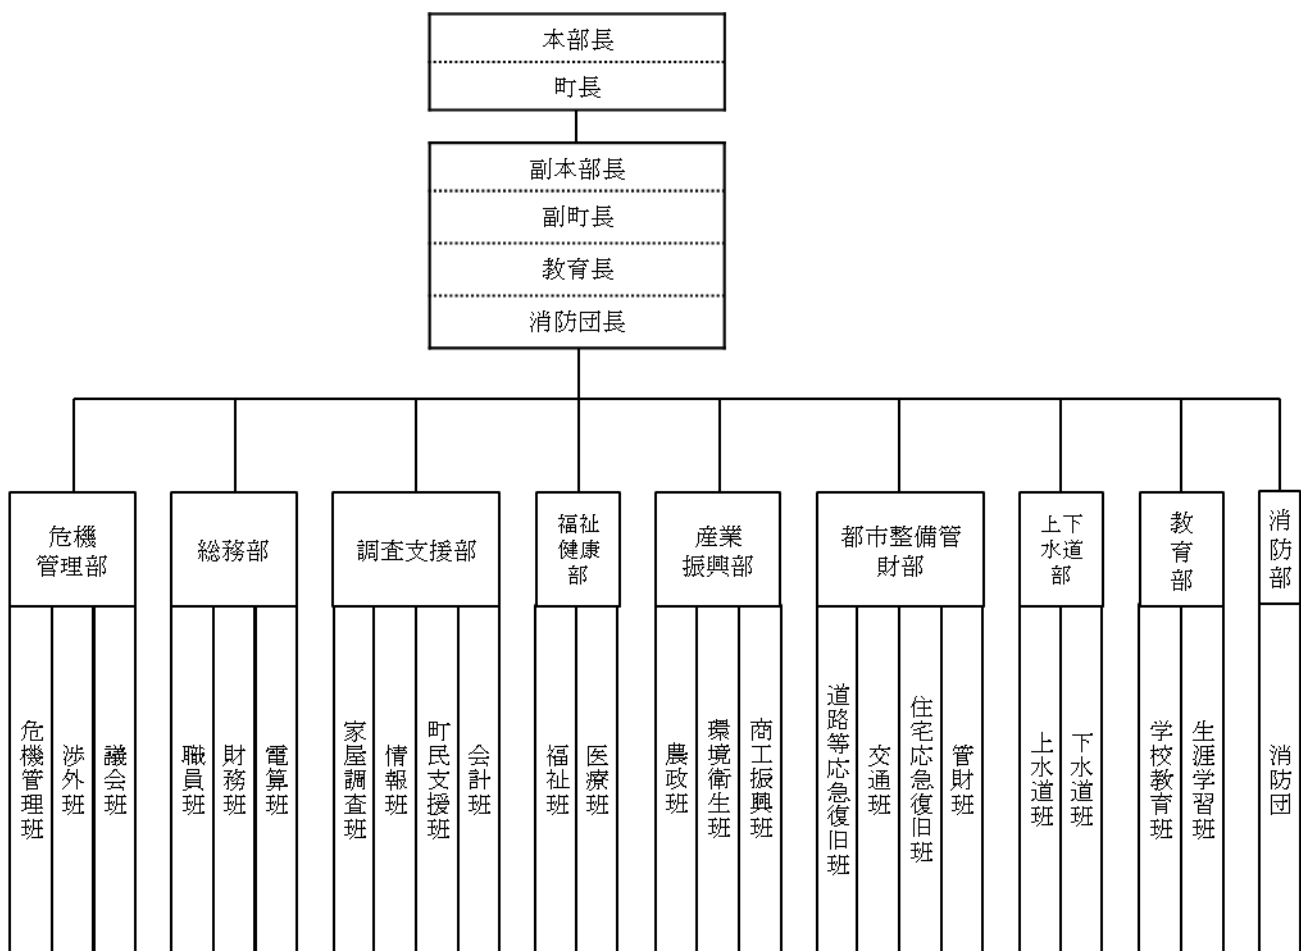 本部長
町長
副本部長
副町長
教育長
消防団長
危機
管理部
総務部
調査支援部
福祉
健康
部
産業
振興部
都市整備管
財部
上下
水道
部
教
育
部
消
防
部
危機管理班
渉外班
議会班
職員班
財務班
電算班
家屋調査班
情報班
町民支援班
会計班
福祉班
医療班
農政班
環境衛生班
商工振興班
道路等応急復旧班
交通班
住宅応急復旧班
管財班
上水道班
下水道班
学校教育班
生涯学習班
消防団